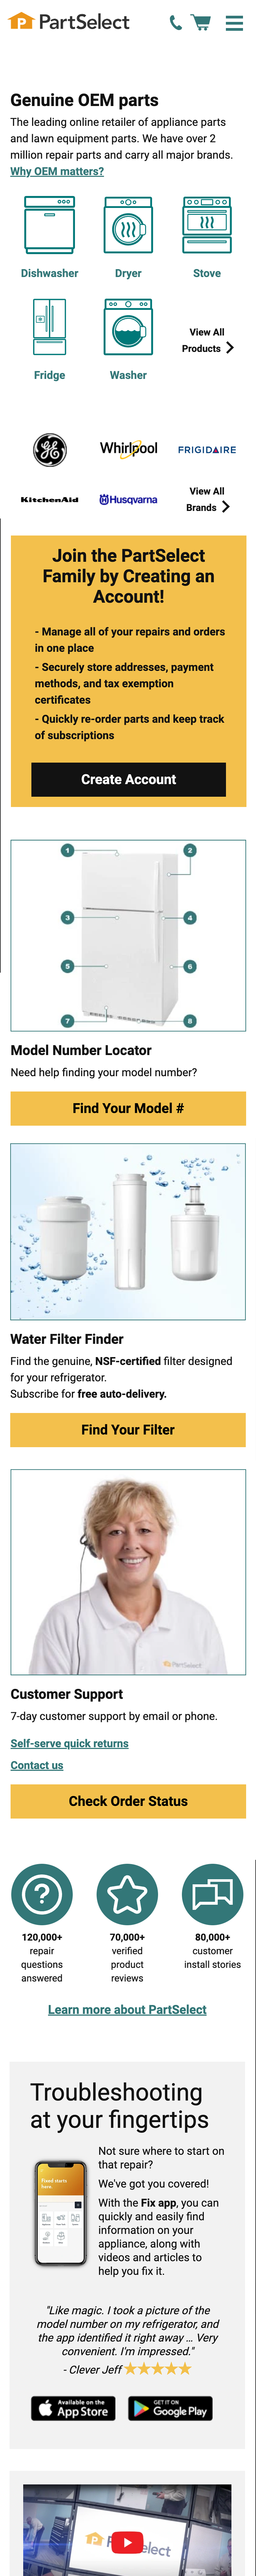 PartSelect
Genuine OEM parts
The leading online retailer of appliance parts
and lawn equipment parts. We have over 2
million repair parts and carry all major brands.
Why OEM matters?
Dishwasher
Dryer
Stove
Fridge
Washer
View All
Products
GE
Whirlpool
FRIGIDAIRE
KitchenAid
Husqvarna
View All
Brands
Join the PartSelect
Family by Creating an
Account!
- Manage all of your repairs and orders
in one place
- Securely store addresses, payment
methods, and tax exemption
certificates
- Quickly re-order parts and keep track
of subscriptions
Create Account
1
2
3
4
5
6
7
8
Model Number Locator
Need help finding your model number?
Find Your Model #
Water Filter Finder
Find the genuine, NSF-certified filter designed
for your refrigerator.
Subscribe for free auto-delivery.
Find Your Filter
PartSelect
Customer Support
7-day customer support by email or phone.
Self-serve quick returns
Contact us
Check Order Status
120,000+
repair
questions
answered
70,000+
verified
product
reviews
80,000+
customer
install stories
Learn more about PartSelect
Troubleshooting
at your fingertips
Not sure where to start on
that repair?
We've got you covered!
With the Fix app, you can
quickly and easily find
information on your
appliance, along with
videos and articles to
help you fix it.
"Like magic. I took a picture of the
model number on my refrigerator, and
the app identified it right away … Very
convenient. I'm impressed."
- Clever Jeff
Available on the
App Store
GET IT ON
Google Play